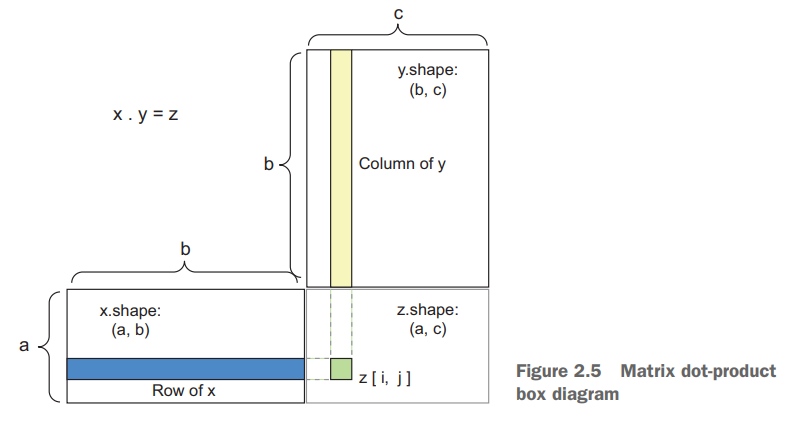 c
y.shape:
(b, c)
x . y = z
b
Column of y
b
x.shape:
(a, b)
z.shape:
(a, c)
a
z [ i, j ]
Row of x
Figure 2.5 Matrix dot-product
box diagram